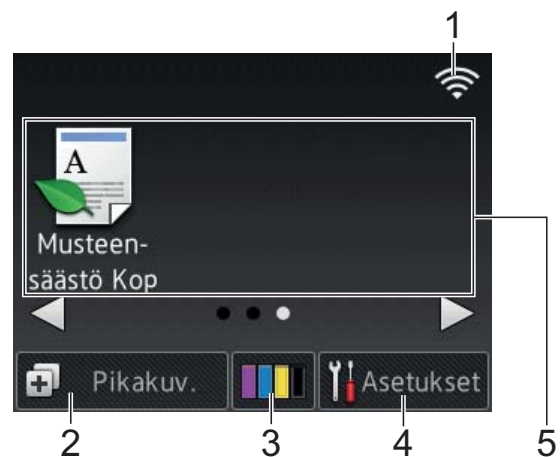 1
A
Musteen-
säästö Kop
Pikakuv.
Asetukset
2
3
4
5